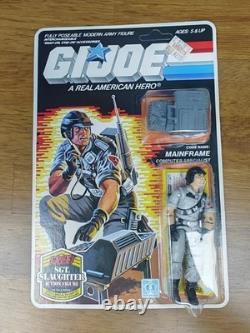 FULLY POSEABLE MODERN ARMY FIGURE
INTERCHANGEABLE
AGES: 5 & UP
G.I. JOE
A REAL AMERICAN HERO
CODE NAME:
MAINFRAME
COMPUTER SPECIALIST
SGT.
SLAUGHTER
ACTION FIGURE